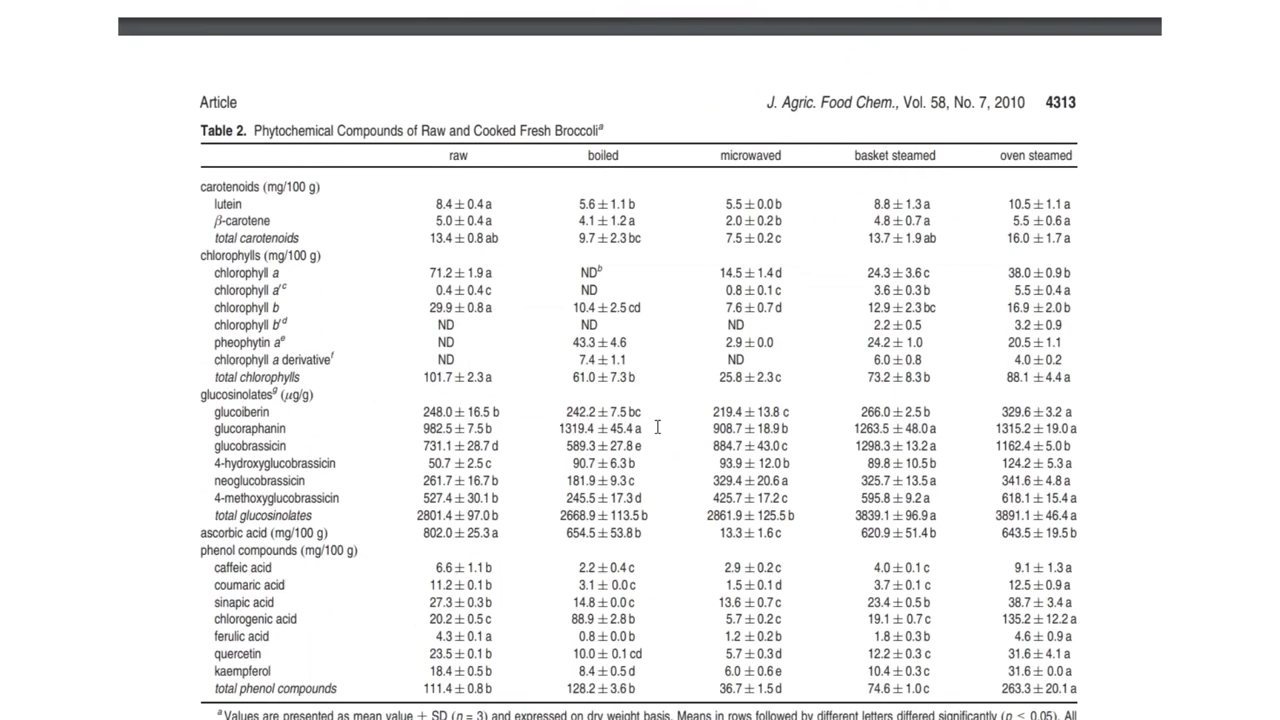 Article J. Agric. Food Chem., Vol. 58, No. 7, 2010 4313
Table 2. Phytochemical Compounds of Raw and Cooked Fresh Broccoli^a
raw boiled microwaved basket steamed oven steamed
carotenoids (mg/100 g)
lutein 8.4 ± 0.4 a 5.6 ± 1.1 b 5.5 ± 0.0 b 8.8 ± 1.3 a 10.5 ± 1.1 a
β-carotene 5.0 ± 0.4 a 4.1 ± 1.2 a 2.0 ± 0.2 b 4.8 ± 0.7 a 5.5 ± 0.6 a
total carotenoids 13.4 ± 0.8 ab 9.7 ± 2.3 bc 7.5 ± 0.2 c 13.7 ± 1.9 ab 16.0 ± 1.7 a
chlorophylls (mg/100 g)
chlorophyll a 71.2 ± 1.9 a ND^b 14.5 ± 1.4 d 24.3 ± 3.6 c 38.0 ± 0.9 b
chlorophyll a′^c 0.4 ± 0.4 c ND 0.8 ± 0.1 c 3.6 ± 0.3 b 5.5 ± 0.4 a
chlorophyll b 29.9 ± 0.8 a 10.4 ± 2.5 cd 7.6 ± 0.7 d 12.9 ± 2.3 bc 16.9 ± 2.0 b
chlorophyll b′^d ND ND ND 2.2 ± 0.5 3.2 ± 0.9
pheophytin a^e ND 43.3 ± 4.6 2.9 ± 0.0 24.2 ± 1.0 20.5 ± 1.1
chlorophyll a derivative^f ND 7.4 ± 1.1 ND 6.0 ± 0.8 4.0 ± 0.2
total chlorophylls 101.7 ± 2.3 a 61.0 ± 7.3 b 25.8 ± 2.3 c 73.2 ± 8.3 b 88.1 ± 4.4 a
glucosinolates^g (μg/g)
glucoiberin 248.0 ± 16.5 b 242.2 ± 7.5 bc 219.4 ± 13.8 c 266.0 ± 2.5 b 329.6 ± 3.2 a
glucoraphanin 982.5 ± 7.5 b 1319.4 ± 45.4 a 908.7 ± 18.9 b 1263.5 ± 48.0 a 1315.2 ± 19.0 a
glucobrassicin 731.1 ± 28.7 d 589.3 ± 27.8 e 884.7 ± 43.0 c 1298.3 ± 13.2 a 1162.4 ± 5.0 b
4-hydroxyglucobrassicin 50.7 ± 2.5 c 90.7 ± 6.3 b 93.9 ± 12.0 b 89.8 ± 10.5 b 124.2 ± 5.3 a
neoglucobrassicin 261.7 ± 16.7 b 181.9 ± 9.3 c 329.4 ± 20.6 a 325.7 ± 13.5 a 341.6 ± 4.8 a
4-methoxyglucobrassicin 527.4 ± 30.1 b 245.5 ± 17.3 d 425.7 ± 17.2 c 595.8 ± 9.2 a 618.1 ± 15.4 a
total glucosinolates 2801.4 ± 97.0 b 2668.9 ± 113.5 b 2861.9 ± 125.5 b 3839.1 ± 96.9 a 3891.1 ± 46.4 a
ascorbic acid (mg/100 g) 802.0 ± 25.3 a 654.5 ± 53.8 b 13.3 ± 1.6 c 620.9 ± 51.4 b 643.5 ± 19.5 b
phenol compounds (mg/100 g)
caffeic acid 6.6 ± 1.1 b 2.2 ± 0.4 c 2.9 ± 0.2 c 4.0 ± 0.1 c 9.1 ± 1.3 a
coumaric acid 11.2 ± 0.1 b 3.1 ± 0.0 c 1.5 ± 0.1 d 3.7 ± 0.1 c 12.5 ± 0.9 a
sinapic acid 27.3 ± 0.3 b 14.8 ± 0.0 c 13.6 ± 0.7 c 23.4 ± 0.5 b 38.7 ± 3.4 a
chlorogenic acid 20.2 ± 0.5 c 88.9 ± 2.8 b 5.7 ± 0.2 c 19.1 ± 0.7 c 135.2 ± 12.2 a
ferulic acid 4.3 ± 0.1 a 0.8 ± 0.0 b 1.2 ± 0.2 b 1.8 ± 0.3 b 4.6 ± 0.9 a
quercetin 23.5 ± 0.1 b 10.0 ± 0.1 cd 5.7 ± 0.3 d 12.2 ± 0.3 c 31.6 ± 4.1 a
kaempferol 18.4 ± 0.5 b 8.4 ± 0.5 d 6.0 ± 0.6 e 10.4 ± 0.3 c 31.6 ± 0.0 a
total phenol compounds 111.4 ± 0.8 b 128.2 ± 3.6 b 36.7 ± 1.5 d 74.6 ± 1.0 c 263.3 ± 20.1 a
^a Values are presented as mean value ± SD (n = 3) and expressed on dry weight basis. Means in rows followed by different letters differed significantly (p ≤ 0.05). All